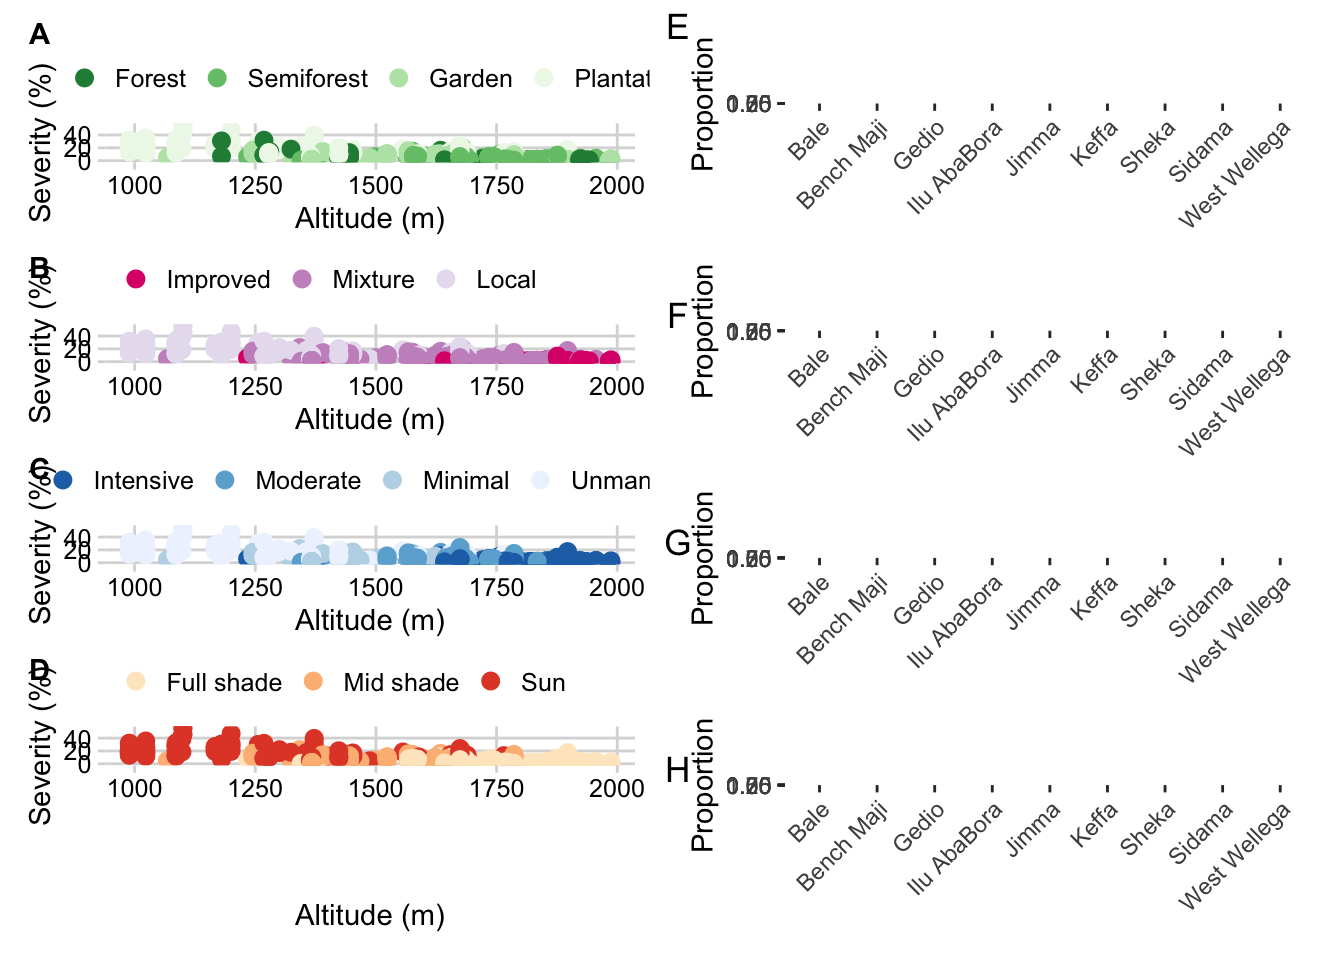 A
Forest Semiforest Garden Plantat
Severity (%)
40
20
0
1000 1250 1500 1750 2000
Altitude (m)
B
Improved Mixture Local
Severity (%)
40
20
0
1000 1250 1500 1750 2000
Altitude (m)
C
Intensive Moderate Minimal Unman
Severity (%)
40
20
0
1000 1250 1500 1750 2000
Altitude (m)
D
Full shade Mid shade Sun
Severity (%)
40
20
0
1000 1250 1500 1750 2000
Altitude (m)
E
Proportion
Bale Bench Maji Gedio Ilu AbaBora Jimma Keffa Sheka Sidama West Wellega
F
Proportion
Bale Bench Maji Gedio Ilu AbaBora Jimma Keffa Sheka Sidama West Wellega
G
Proportion
Bale Bench Maji Gedio Ilu AbaBora Jimma Keffa Sheka Sidama West Wellega
H
Proportion
Bale Bench Maji Gedio Ilu AbaBora Jimma Keffa Sheka Sidama West Wellega
Altitude (m)